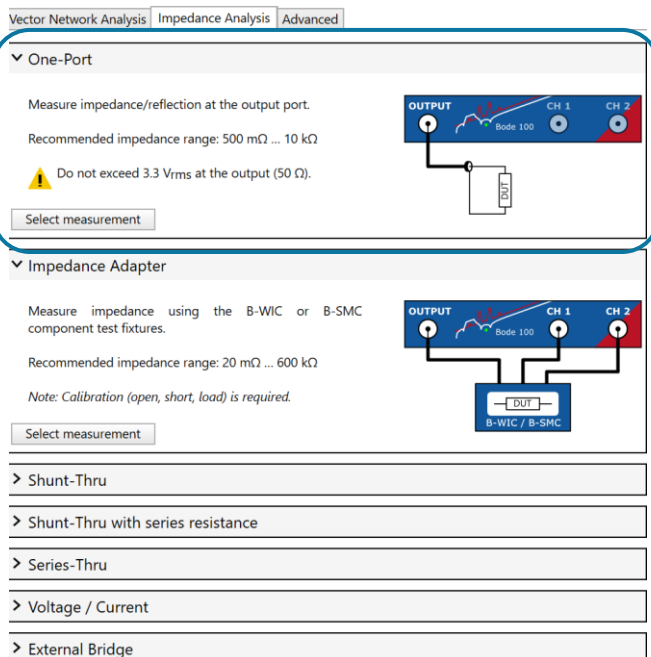 Vector Network Analysis Impedance Analysis Advanced
One-Port
Measure impedance/reflection at the output port.
Recommended impedance range: 500 mΩ ... 10 kΩ
Do not exceed 3.3 Vrms at the output (50 Ω).
Select measurement
OUTPUT CH 1 CH 2
Bode 100
DUT
Impedance Adapter
Measure impedance using the B-WIC or B-SMC
component test fixtures.
Recommended impedance range: 20 mΩ ... 600 kΩ
Note: Calibration (open, short, load) is required.
Select measurement
OUTPUT CH 1 CH 2
Bode 100
DUT
B-WIC / B-SMC
Shunt-Thru
Shunt-Thru with series resistance
Series-Thru
Voltage / Current
External Bridge